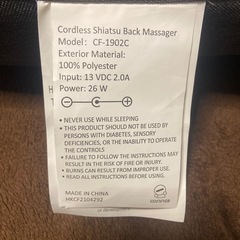 Cordless Shiatsu Back Massager
Model: CF-1902C
Exterior Material:
100% Polyester
Input: 13 VDC 2.0A
Power: 26 W
• NEVER USE WHILE SLEEPING
• THIS PRODUCT SHOULD NOT BE USED BY
PERSONS WITH DIABETES, SENSORY
DIFFICULTIES, OR THE INABILITY TO OPERATE
THE CONTROLS
• FAILURE TO FOLLOW THE INSTRUCTIONS MAY
RESULT IN THE RISK OF FIRE OR INJURY.
• BURNS CAN RESULT FROM IMPROPER USE.
• READ ALL INSTRUCTIONS BEFORE USING.
MADE IN CHINA
HKCF2104292